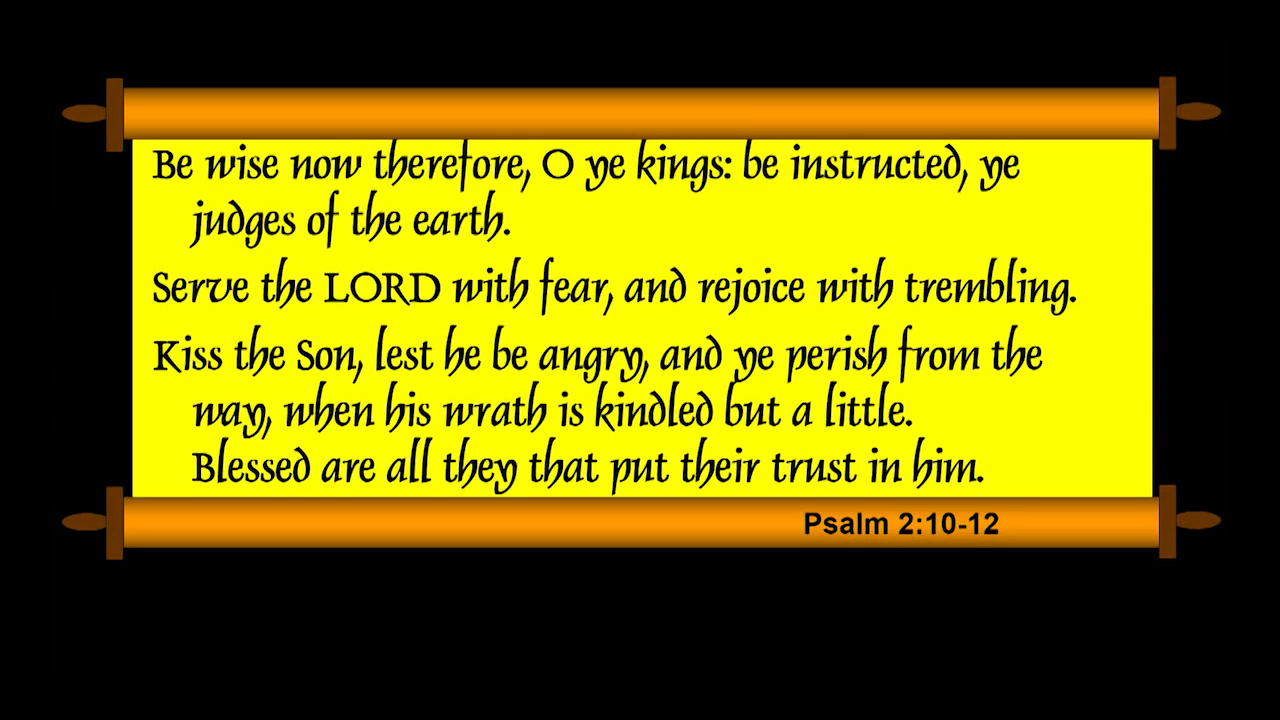 Be wise now therefore, O ye kings: be instructed, ye
judges of the earth.
Serve the LORD with fear, and rejoice with trembling.
Kiss the Son, lest he be angry, and ye perish from the
way, when his wrath is kindled but a little.
Blessed are all they that put their trust in him.
Psalm 2:10-12